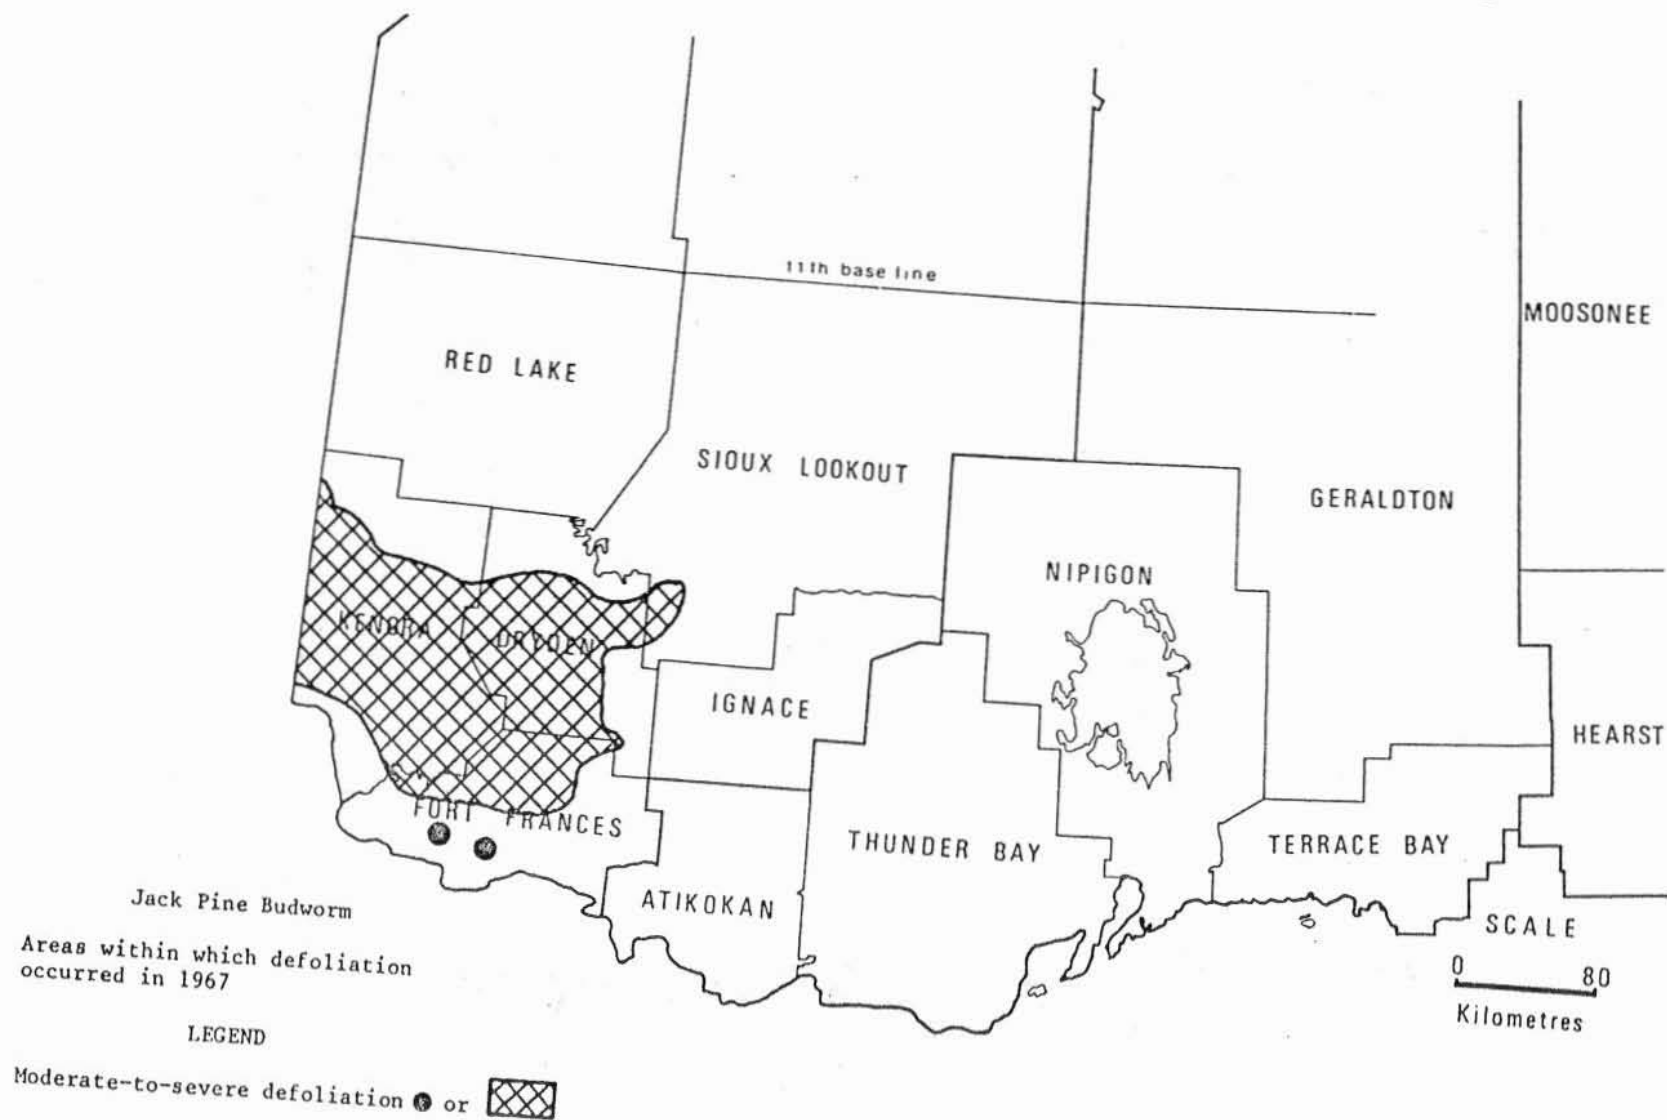 11th base line
MOOSONEE
RED LAKE
SIOUX LOOKOUT
GERALDTON
NIPIGON
KENORA
DRYDEN
IGNACE
HEARST
FORT FRANCES
THUNDER BAY
TERRACE BAY
ATIKOKAN
Jack Pine Budworm
Areas within which defoliation
occurred in 1967
LEGEND
Moderate-to-severe defoliation or
SCALE
0 80
Kilometres